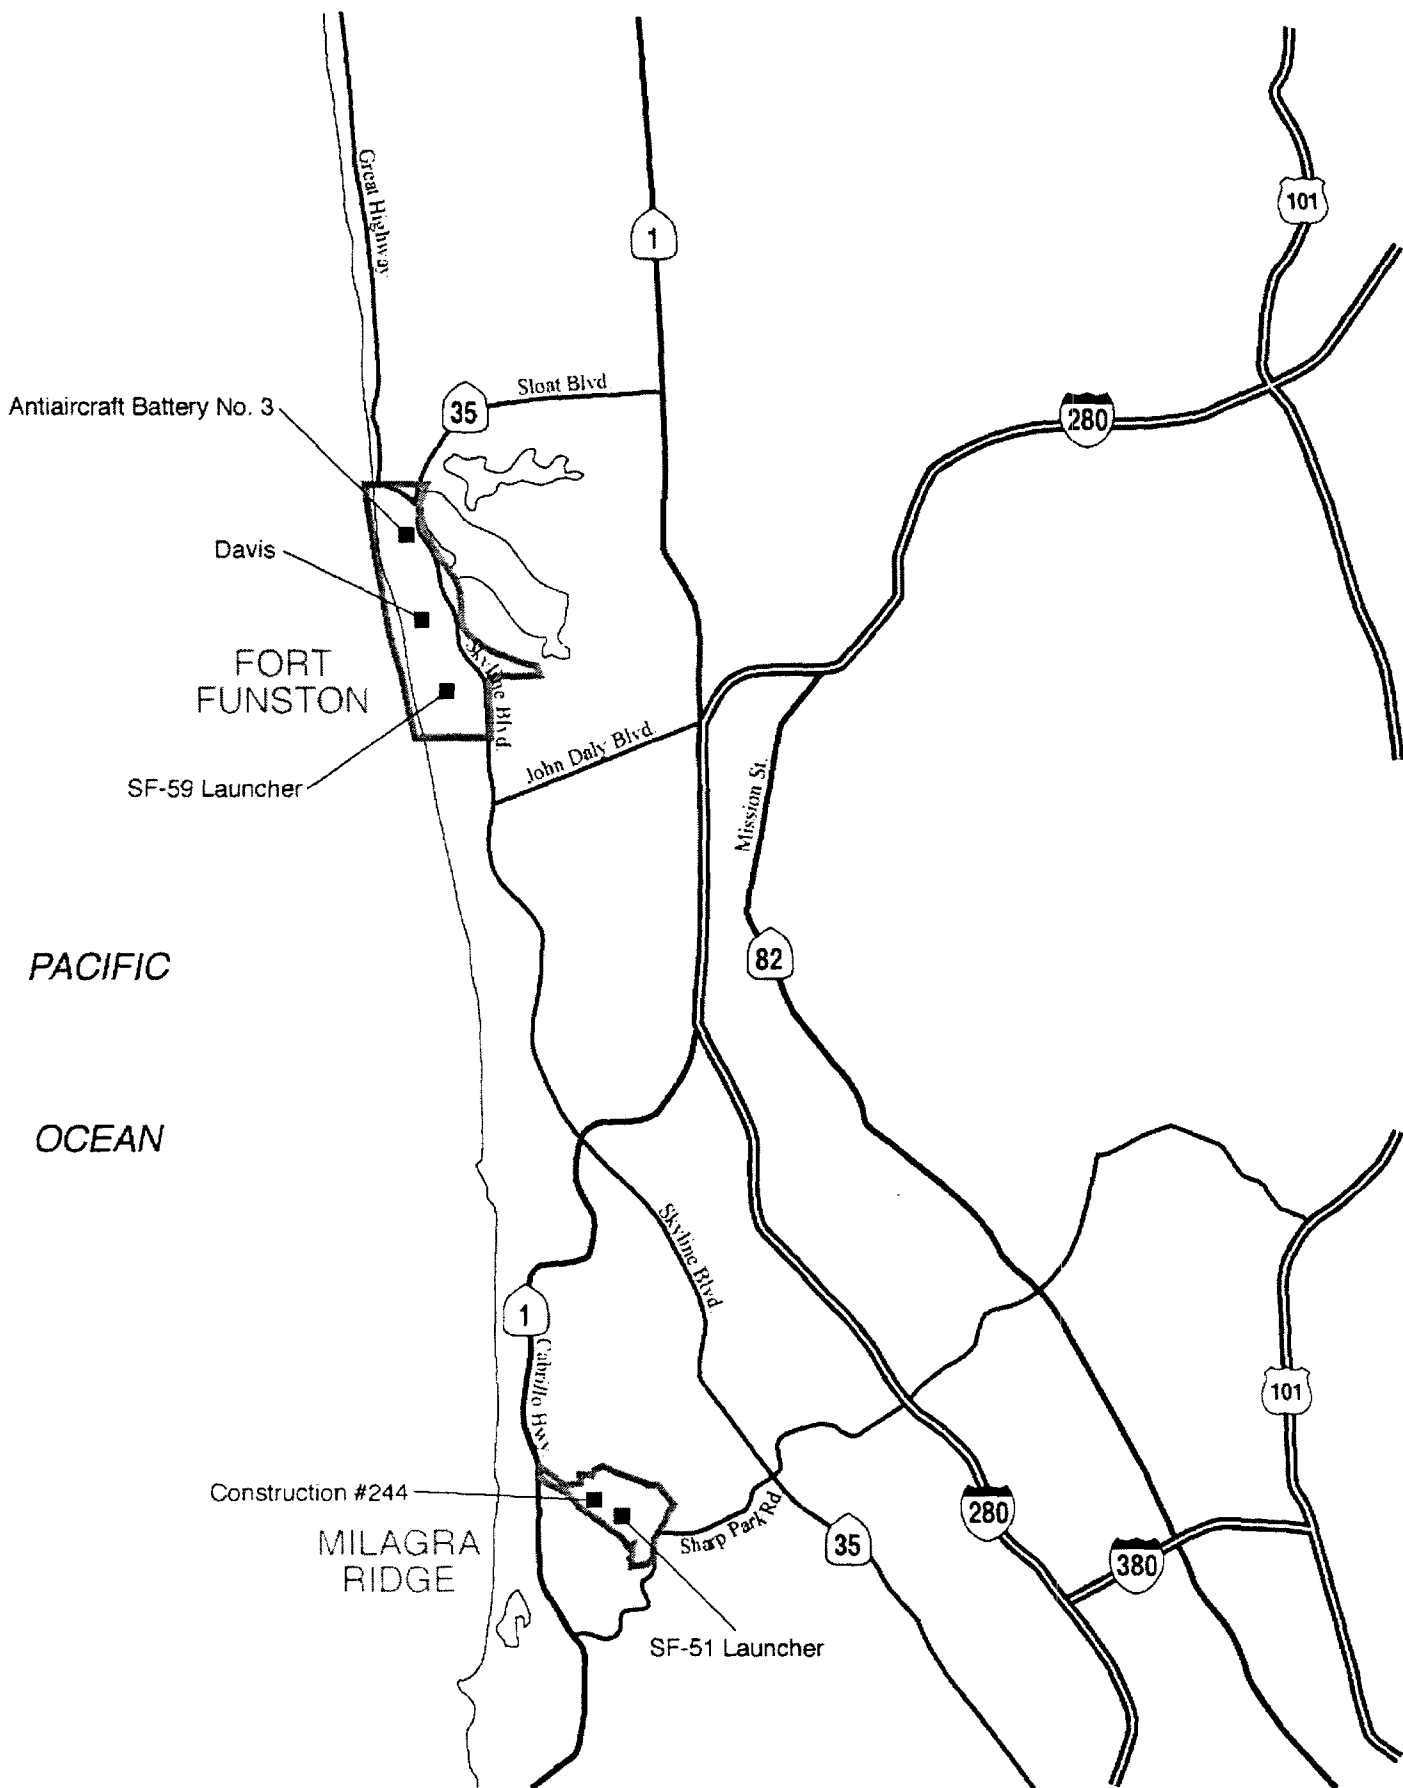 Great Highway
1
101
Sloat Blvd
35
Antiaircraft Battery No. 3
280
Davis
FORT
FUNSTON
Skyline Blvd.
John Daly Blvd.
SF-59 Launcher
Mission St.
PACIFIC
82
OCEAN
Skyline Blvd.
1
Cabrillo Hwy
101
Construction #244
280
MILAGRA
RIDGE
Sharp Park Rd
35
380
SF-51 Launcher